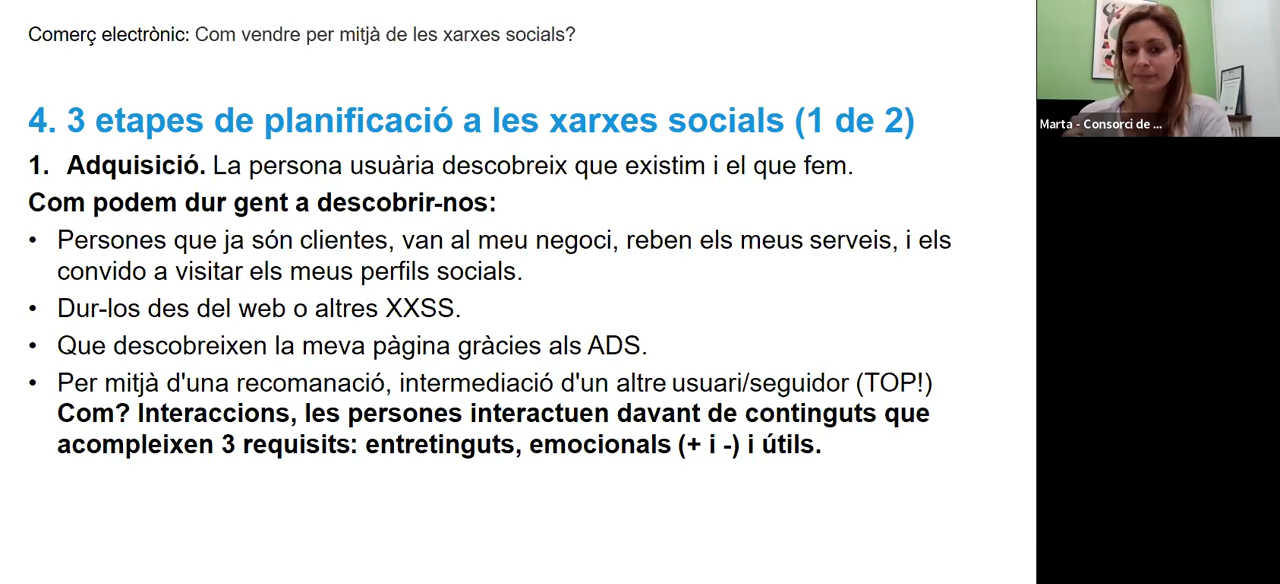 Comerç electrònic: Com vendre per mitjà de les xarxes socials?
4. 3 etapes de planificació a les xarxes socials (1 de 2)
1. Adquisició. La persona usuària descobreix que existim i el que fem.
Com podem dur gent a descobrir-nos:
• Persones que ja són clientes, van al meu negoci, reben els meus serveis, i els
convido a visitar els meus perfils socials.
• Dur-los des del web o altres XXSS.
• Que descobreixen la meva pàgina gràcies als ADS.
• Per mitjà d'una recomanació, intermediació d'un altre usuari/seguidor (TOP!)
Com? Interaccions, les persones interactuen davant de continguts que
acompleixen 3 requisits: entretinguts, emocionals (+ i -) i útils.
Marta - Consorci de ...